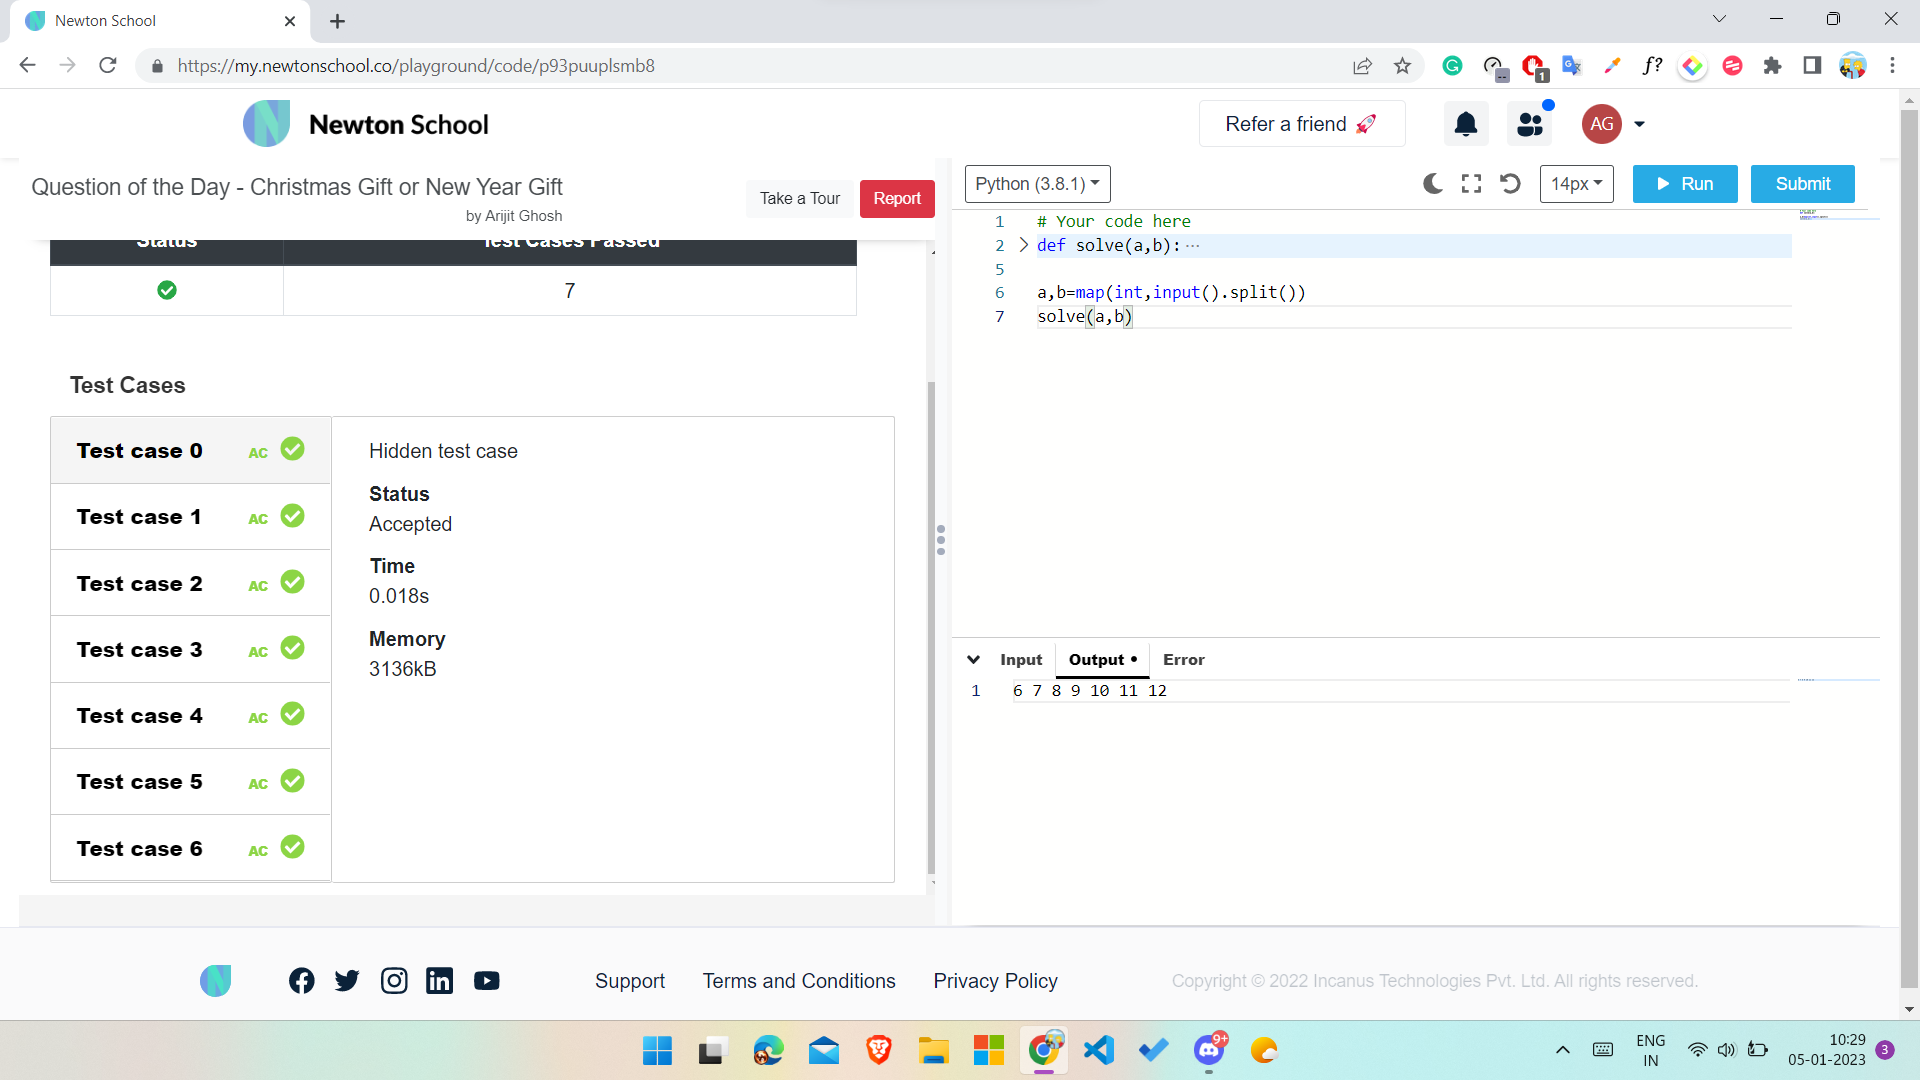 Newton School
https://my.newtonschool.co/playground/code/p93puuplsmb8
1
f?
Newton School
Refer a friend 🚀
AG
Question of the Day - Christmas Gift or New Year Gift
by Arijit Ghosh
Take a Tour
Report
Status
Test Cases Passed
7
Test Cases
Test case 0 AC
Test case 1 AC
Test case 2 AC
Test case 3 AC
Test case 4 AC
Test case 5 AC
Test case 6 AC
Hidden test case
Status
Accepted
Time
0.018s
Memory
3136kB
Python (3.8.1)
14px
Run
Submit
1 # Your code here
2 def solve(a,b):···
5
6 a,b=map(int,input().split())
7 solve(a,b)
Input
Output •
Error
1 6 7 8 9 10 11 12
Support
Terms and Conditions
Privacy Policy
Copyright © 2022 Incanus Technologies Pvt. Ltd. All rights reserved.
9+
ENG
IN
10:29
05-01-2023
3